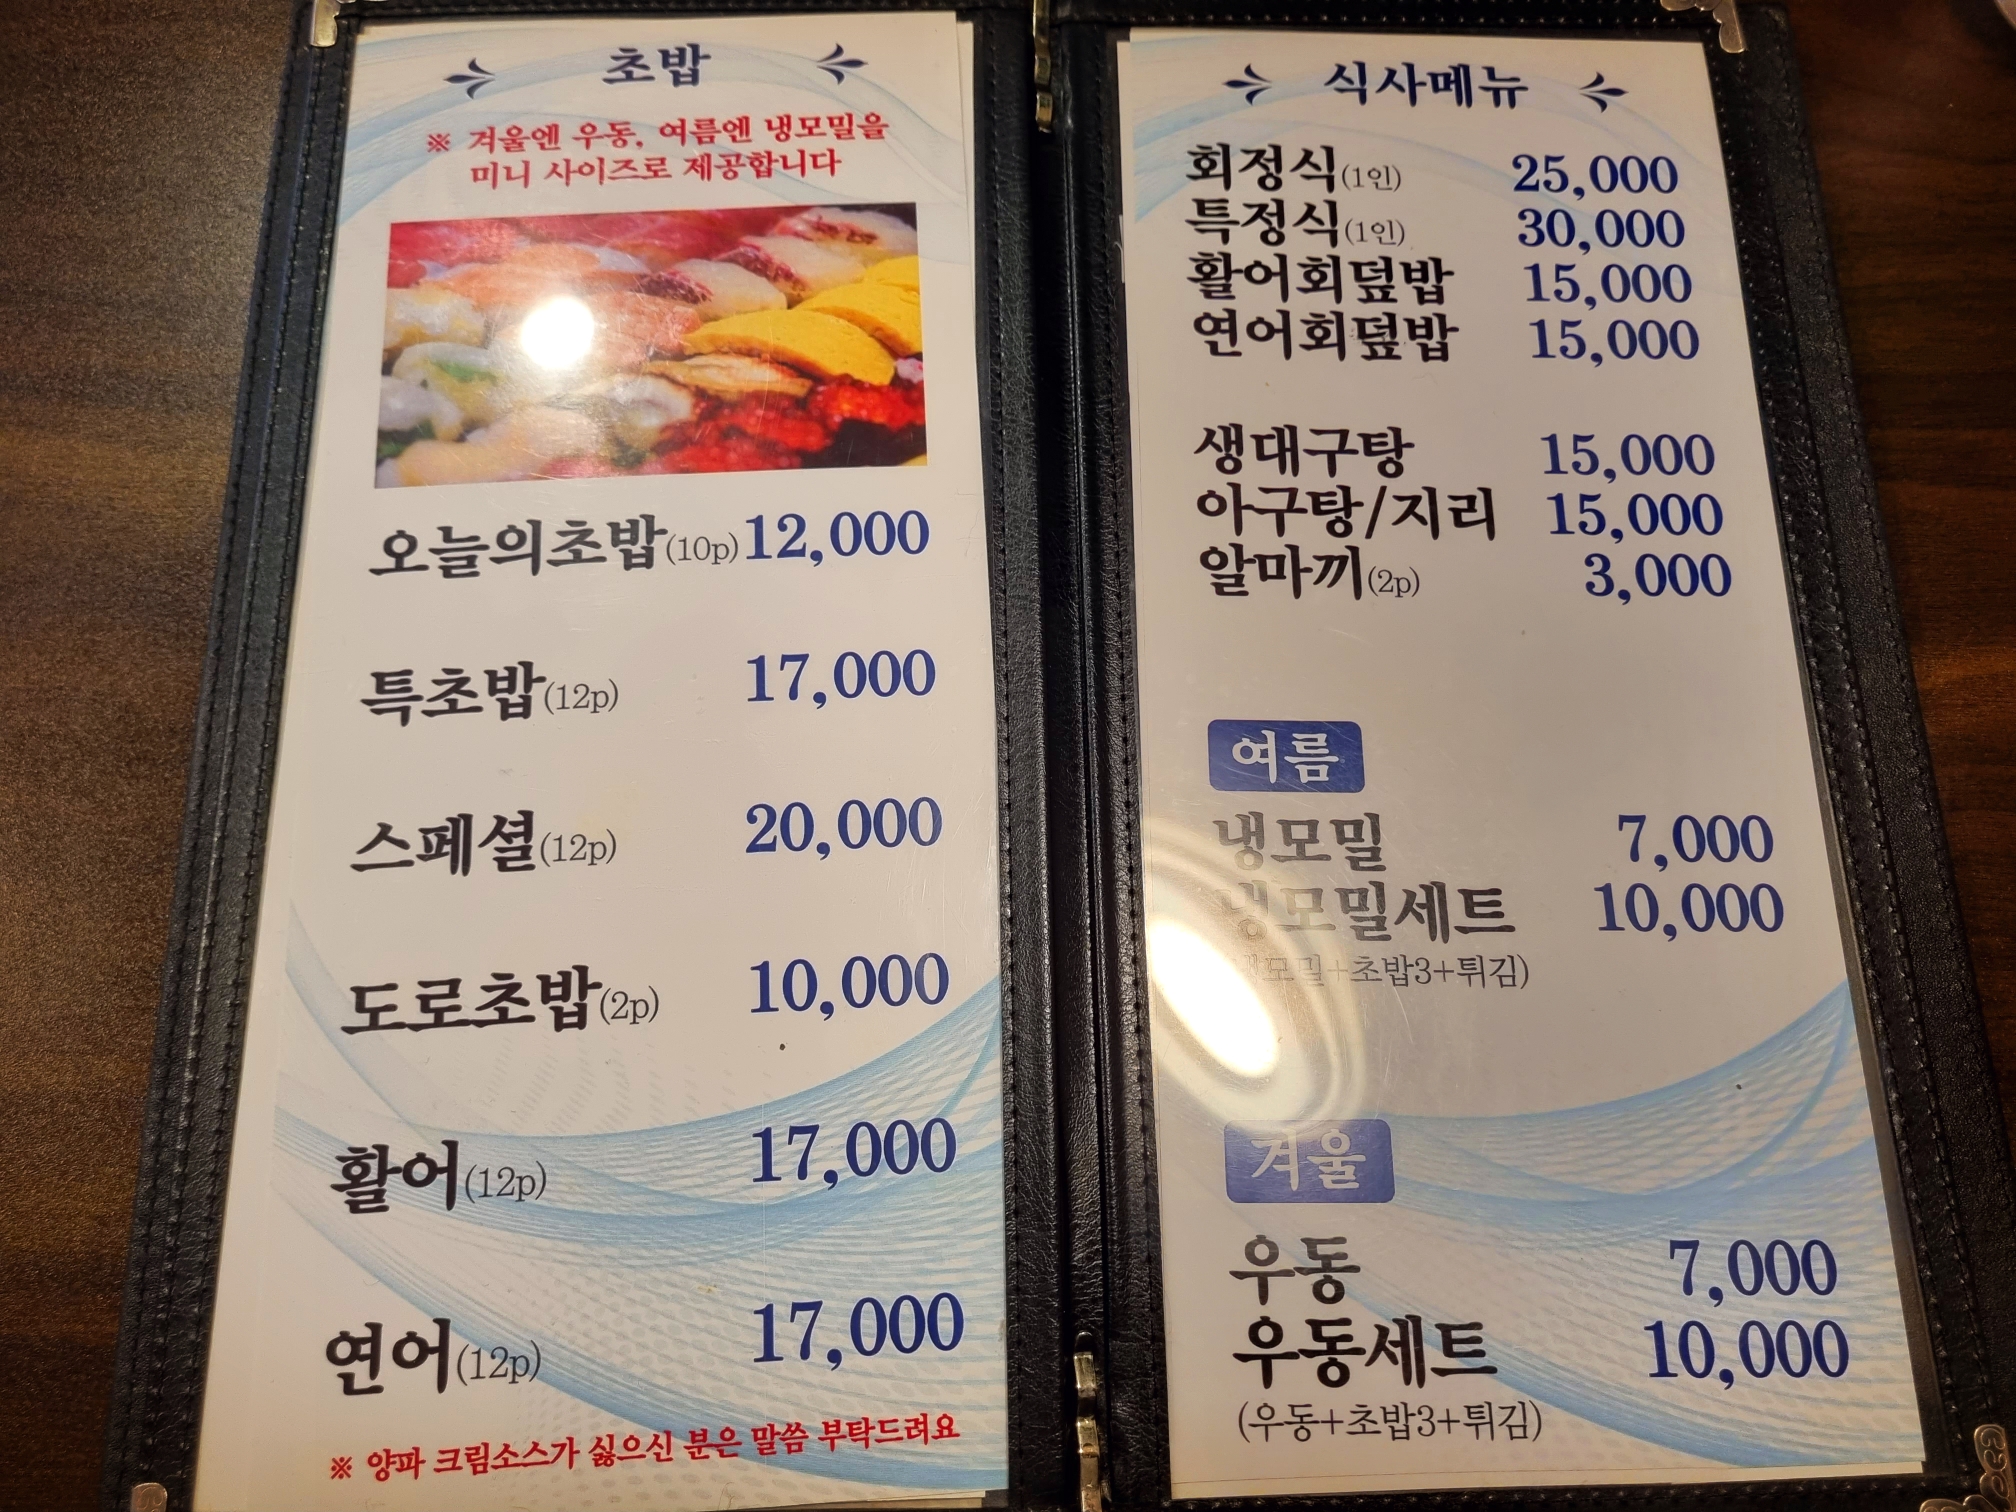 초밥
※ 겨울엔 우동, 여름엔 냉모밀을
미니 사이즈로 제공합니다
오늘의초밥(10p) 12,000
특초밥(12p) 17,000
스페셜(12p) 20,000
도로초밥(2p) 10,000
활어(12p) 17,000
연어(12p) 17,000
※ 양파 크림소스가 싫으신 분은 말씀 부탁드려요
식사메뉴
회정식(1인) 25,000
특정식(1인) 30,000
활어회덮밥 15,000
연어회덮밥 15,000
생대구탕 15,000
아구탕/지리 15,000
알마끼(2p) 3,000
여름
냉모밀 7,000
냉모밀세트 10,000
(냉모밀+초밥3+튀김)
겨울
우동 7,000
우동세트 10,000
(우동+초밥3+튀김)